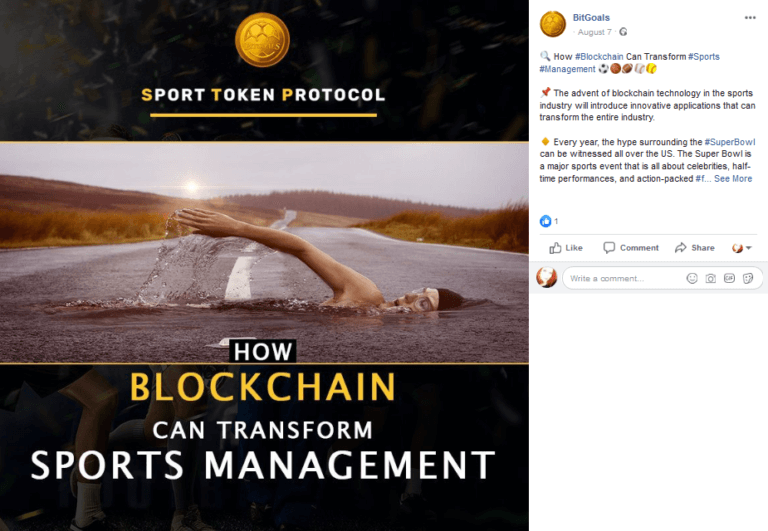 SPORT TOKEN PROTOCOL
HOW
BLOCKCHAIN
CAN TRANSFORM
SPORTS MANAGEMENT
BitGoals
August 7 ·
How #Blockchain Can Transform #Sports
#Management
The advent of blockchain technology in the sports
industry will introduce innovative applications that can
transform the entire industry.
Every year, the hype surrounding the #SuperBowl
can be witnessed all over the US. The Super Bowl is
a major sports event that is all about celebrities, half-
time performances, and action-packed #f... See More
1
Like Comment Share
Write a comment...
GIF